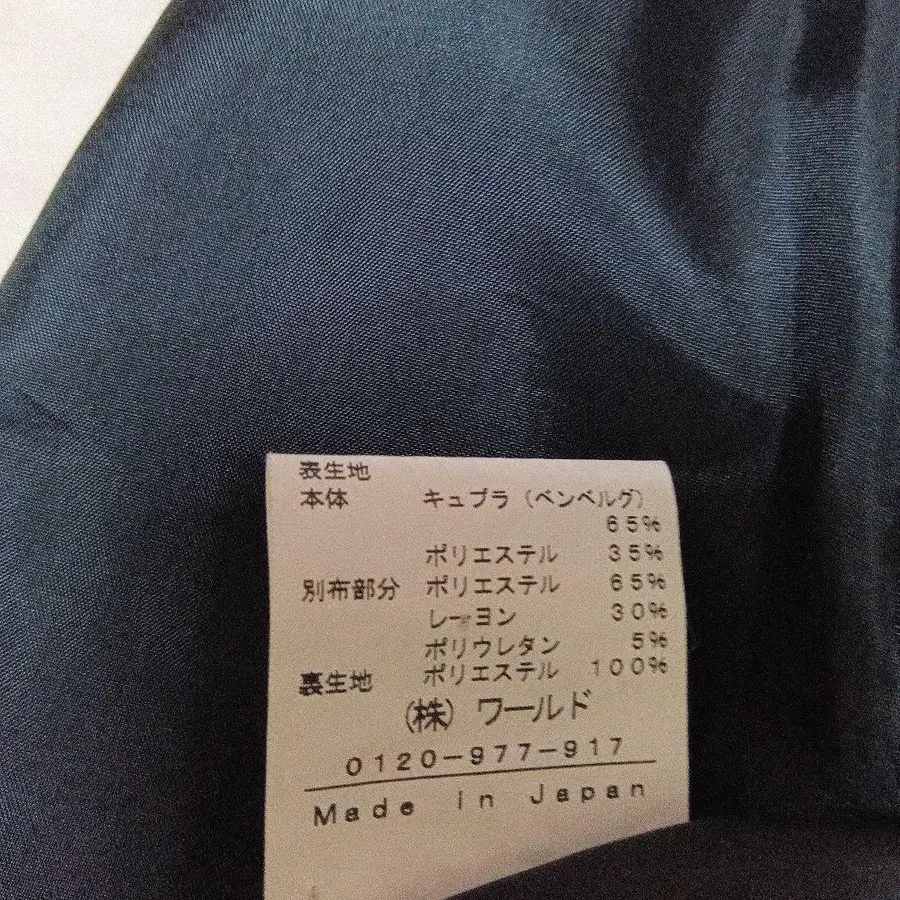 表生地
本体 キュプラ（ベンベルグ）
65%
ポリエステル 35%
別布部分 ポリエステル 65%
レーヨン 30%
ポリウレタン 5%
裏生地 ポリエステル 100%
（株）ワールド
0120-977-917
Made in Japan